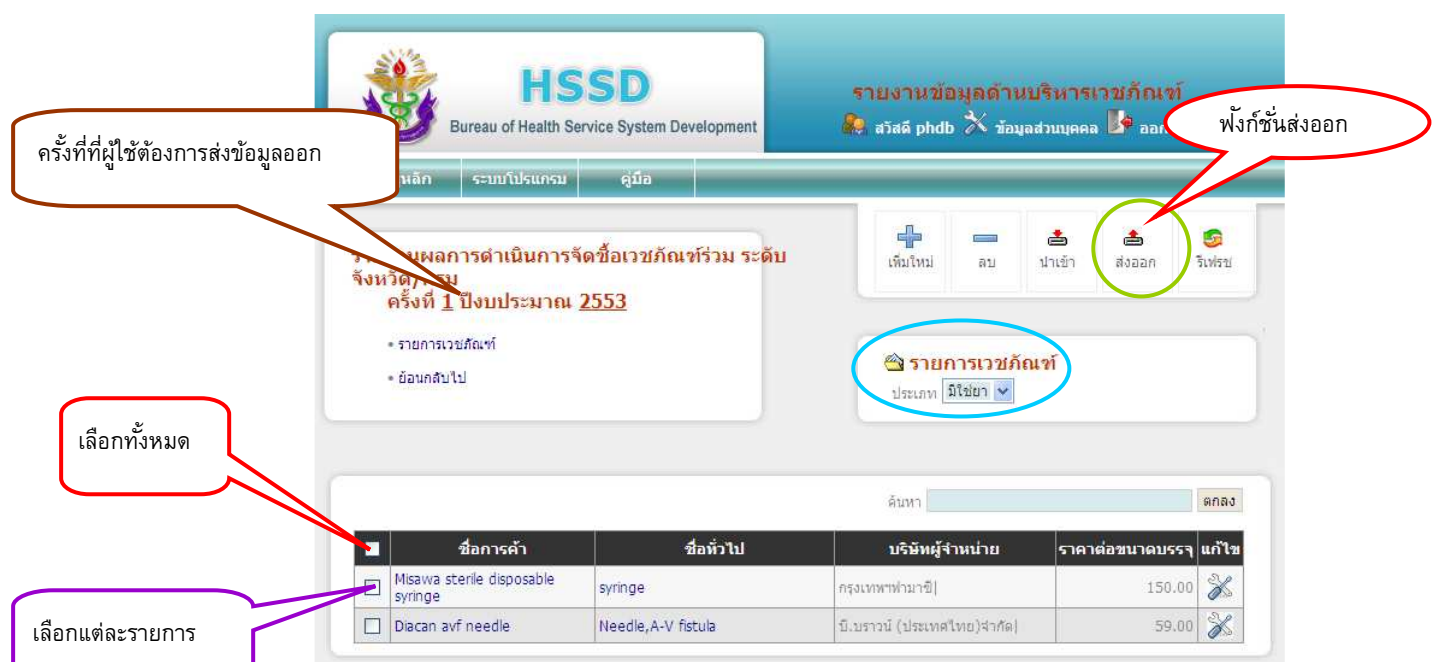 HSSD
Bureau of Health Service System Development
รายงานข้อมูลด้านบริหารเวชภัณฑ์
สวัสดี phdb ข้อมูลส่วนบุคคล
ฟังก์ชั่นส่งออก
ครั้งที่ที่ผู้ใช้ต้องการส่งข้อมูลออก
ระบบโปรแกรม คู่มือ
เพิ่มใหม่ ลบ นำเข้า ส่งออก รีเฟรช
ผลการดำเนินการจัดซื้อเวชภัณฑ์ร่วม ระดับ
ครั้งที่ 1 ปีงบประมาณ 2553
• รายการเวชภัณฑ์
• ย้อนกลับไป
รายการเวชภัณฑ์
ประเภท มิใช่ยา
เลือกทั้งหมด
ค้นหา ตกลง
ชื่อการค้า ชื่อทั่วไป บริษัทผู้จำหน่าย ราคาต่อขนาดบรรจุ แก้ไข
Misawa sterile disposable
syringe
syringe กรุงเทพฯฟามาซี| 150.00
Diacan avf needle Needle,A-V fistula บี.บราวน์ (ประเทศไทย)จำกัด| 59.00
เลือกแต่ละรายการ